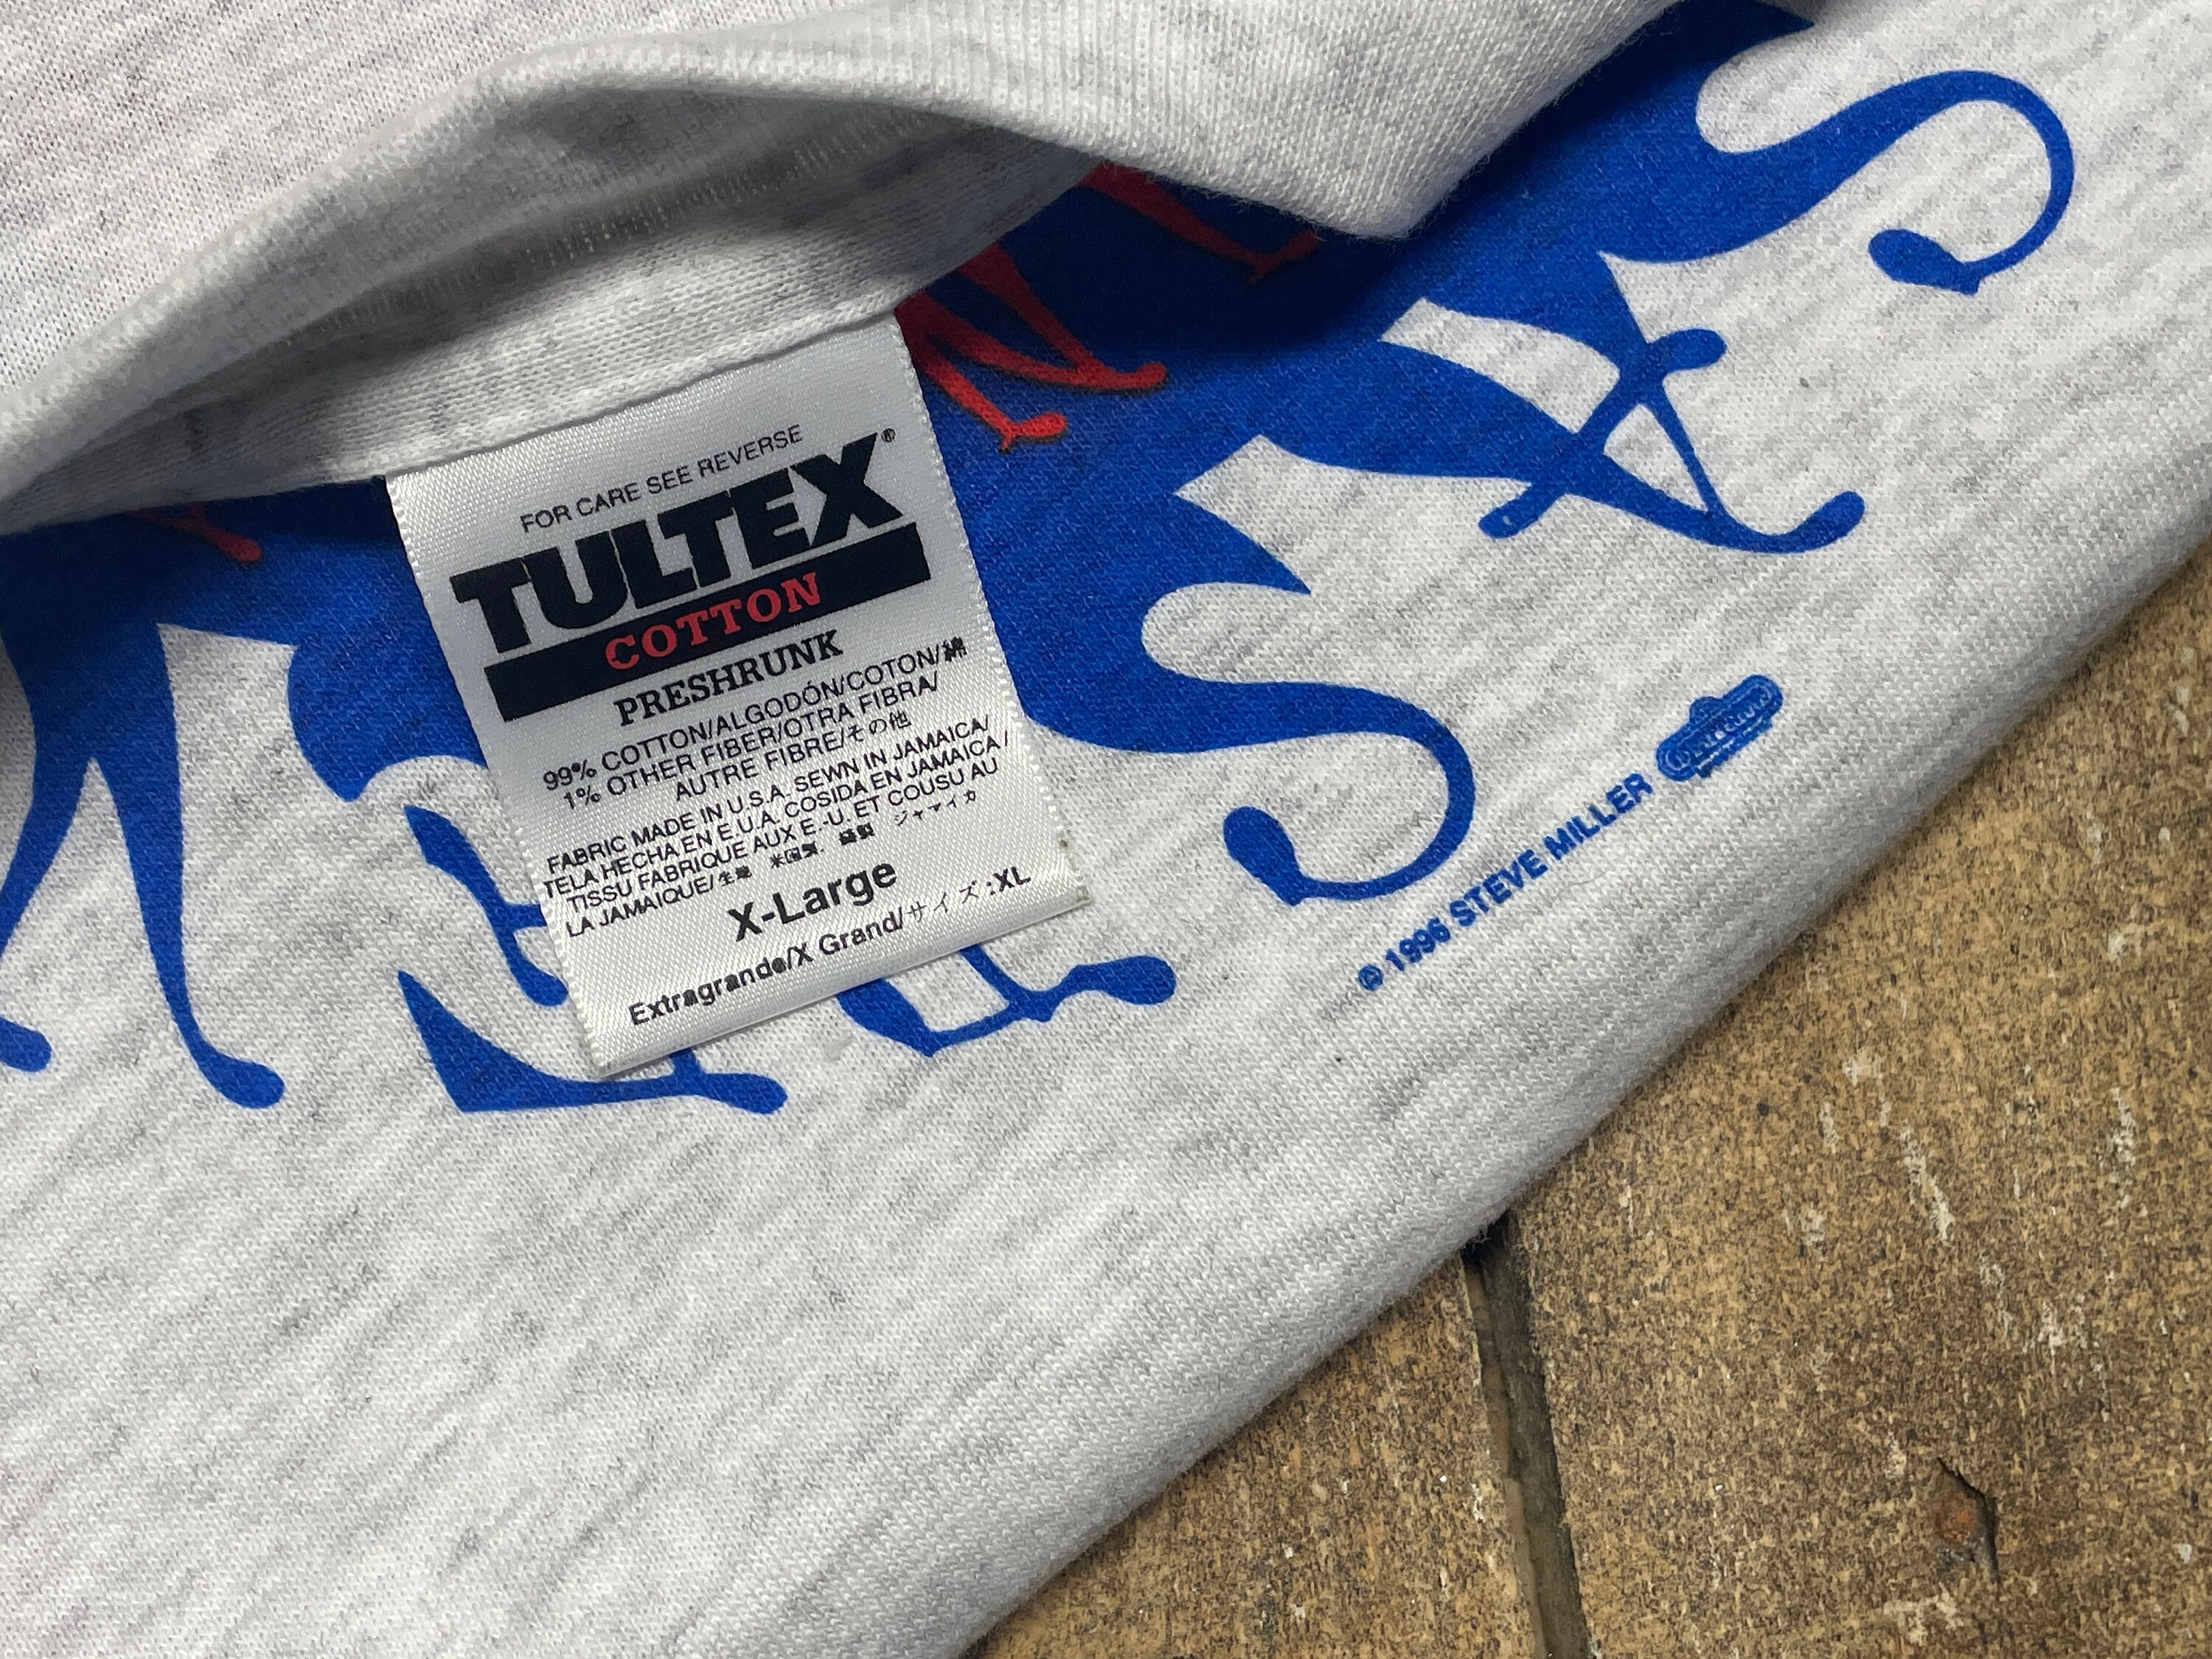 FOR CARE SEE REVERSE
TULTEX®
COTTON
PRESHRUNK
99% COTTON/ALGODÓN/COTON/綿
1% OTHER FIBER/OTRA FIBRA/
AUTRE FIBRE/その他
FABRIC MADE IN U.S.A. SEWN IN JAMAICA/
TELA HECHA EN E.U.A. COSIDA EN JAMAICA/
TISSU FABRIQUE AUX E.-U. ET COUSU AU
LA JAMAIQUE/生地 米国製 縫製 ジャマイカ
X-Large
Extragrande/X Grand/サイズ:XL
© 1996 STEVE MILLER